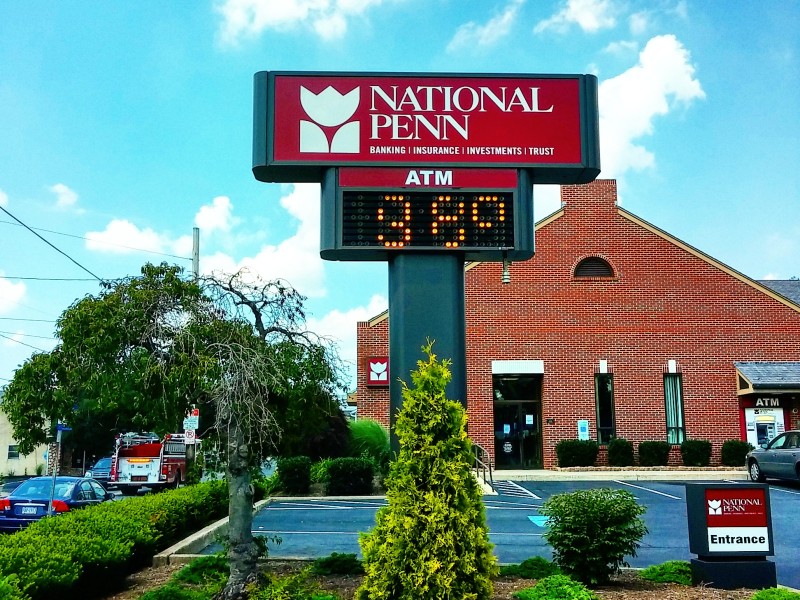 NATIONAL
PENN
BANKING | INSURANCE | INVESTMENTS | TRUST
ATM
ATM
NATIONAL
PENN
Entrance